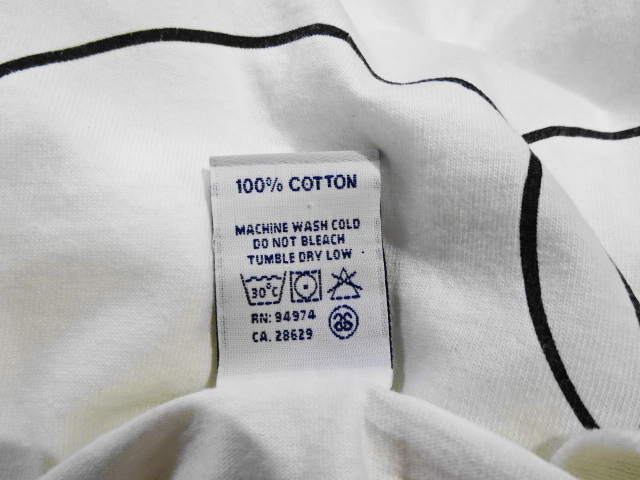 100% COTTON
MACHINE WASH COLD
DO NOT BLEACH
TUMBLE DRY LOW
30°C
RN: 94974
CA. 28629